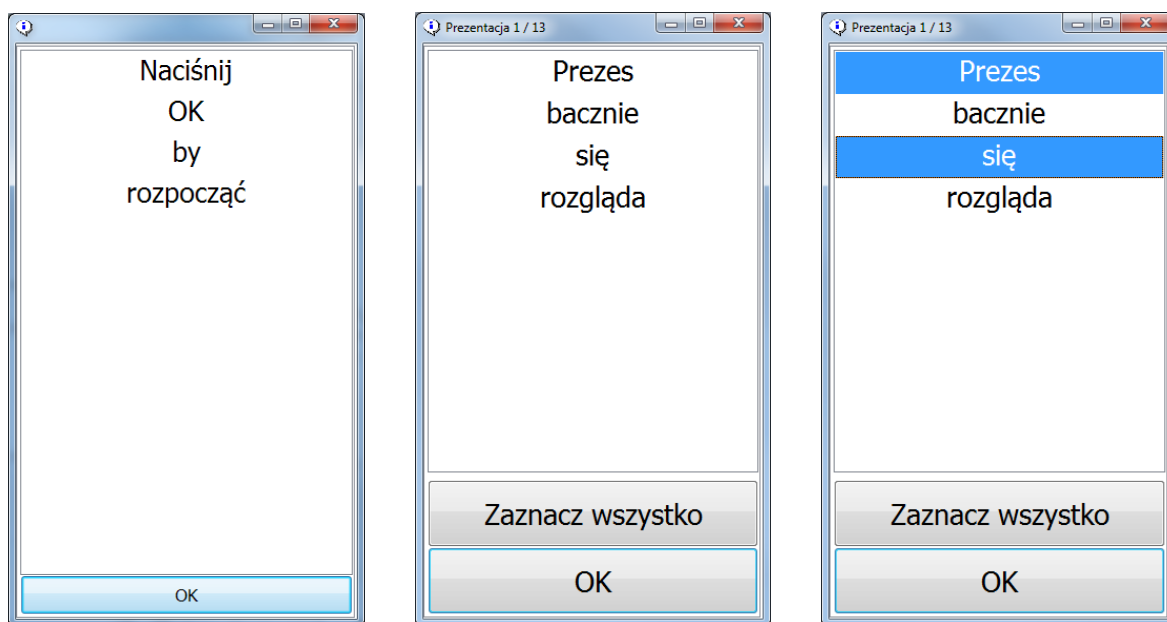 Naciśnij
OK
by
rozpocząć
OK
Prezentacja 1 / 13
Prezes
bacznie
się
rozgląda
Zaznacz wszystko
OK
Prezentacja 1 / 13
Prezes
bacznie
się
rozgląda
Zaznacz wszystko
OK